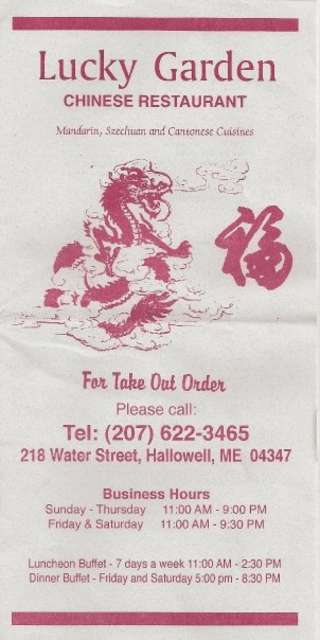 Lucky Garden
CHINESE RESTAURANT
Mandarin, Szechuan and Cantonese Cuisines
福
For Take Out Order
Please call:
Tel: (207) 622-3465
218 Water Street, Hallowell, ME 04347
Business Hours
Sunday - Thursday 11:00 AM - 9:00 PM
Friday & Saturday 11:00 AM - 9:30 PM
Luncheon Buffet - 7 days a week 11:00 AM - 2:30 PM
Dinner Buffet - Friday and Saturday 5:00 pm - 8:30 PM